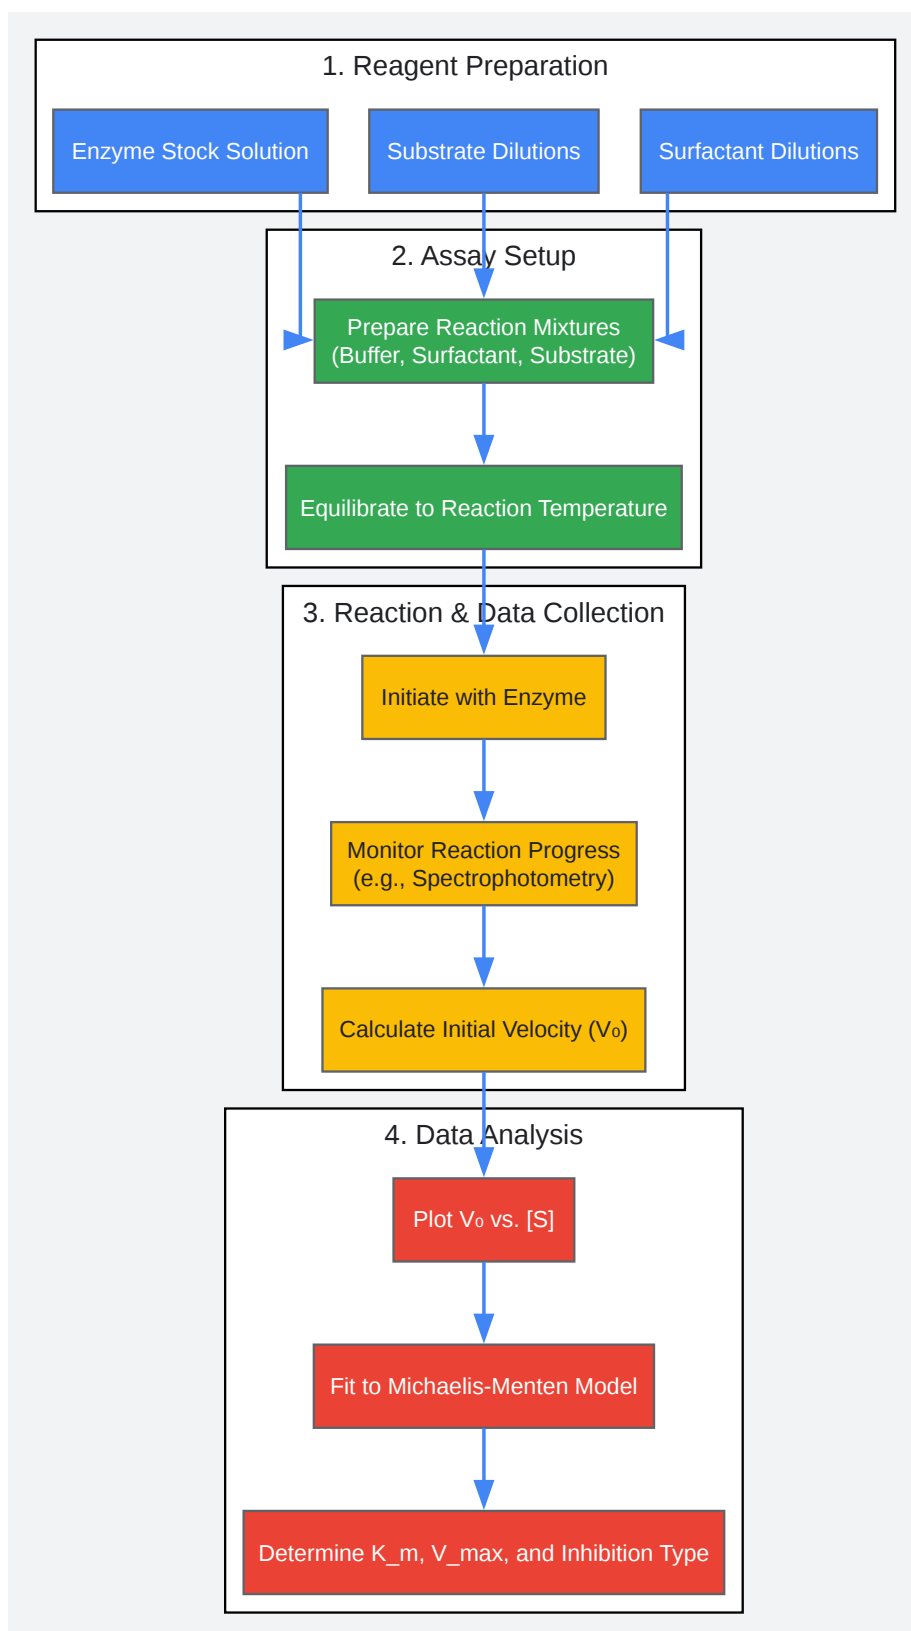 1. Reagent Preparation
Enzyme Stock Solution
Substrate Dilutions
Surfactant Dilutions
2. Assay Setup
Prepare Reaction Mixtures
(Buffer, Surfactant, Substrate)
Equilibrate to Reaction Temperature
3. Reaction & Data Collection
Initiate with Enzyme
Monitor Reaction Progress
(e.g., Spectrophotometry)
Calculate Initial Velocity (V₀)
4. Data Analysis
Plot V₀ vs. [S]
Fit to Michaelis-Menten Model
Determine K_m, V_max, and Inhibition Type